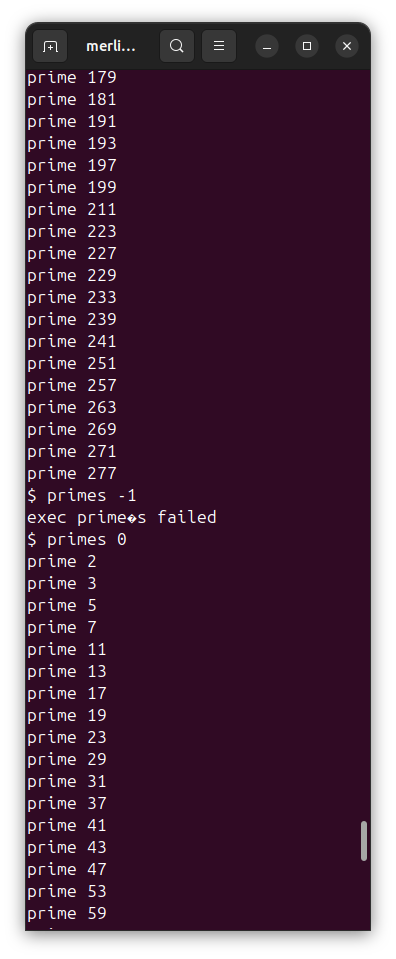 merli...
prime 179
prime 181
prime 191
prime 193
prime 197
prime 199
prime 211
prime 223
prime 227
prime 229
prime 233
prime 239
prime 241
prime 251
prime 257
prime 263
prime 269
prime 271
prime 277
$ primes -1
exec prime�s failed
$ primes 0
prime 2
prime 3
prime 5
prime 7
prime 11
prime 13
prime 17
prime 19
prime 23
prime 29
prime 31
prime 37
prime 41
prime 43
prime 47
prime 53
prime 59